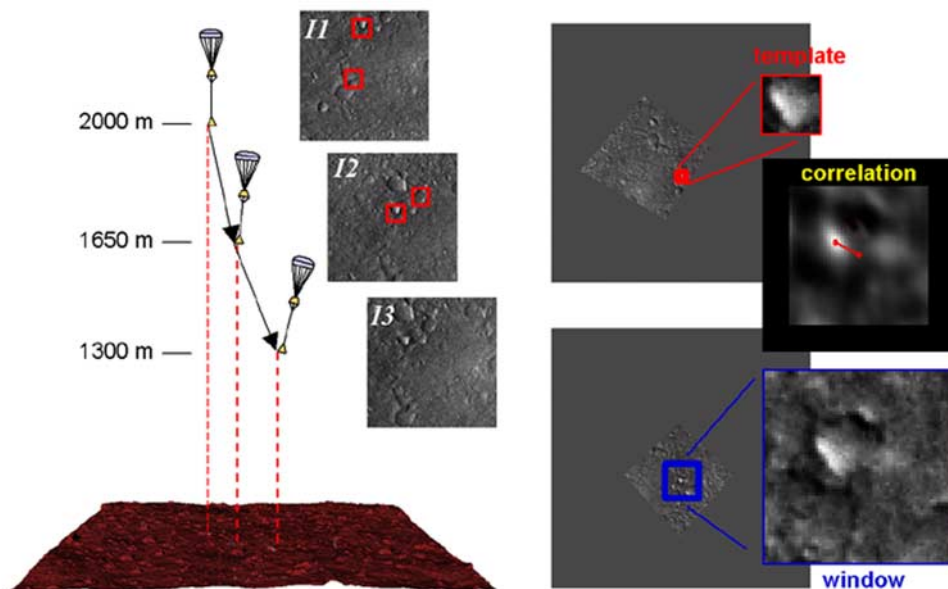 I1
2000 m
I2
1650 m
I3
1300 m
template
correlation
window